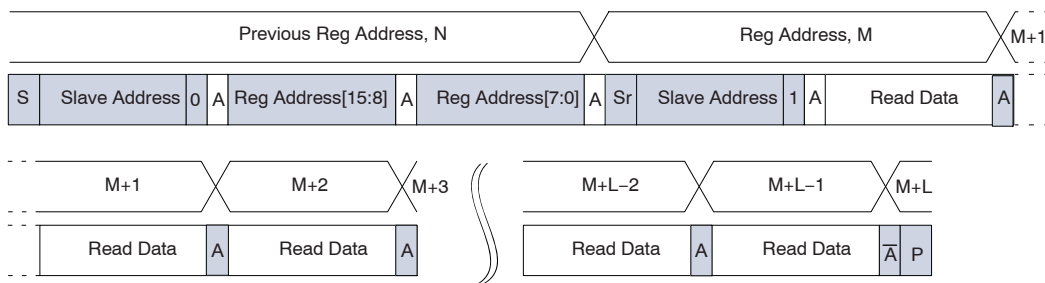 Previous Reg Address, N Reg Address, M M+1
S Slave Address 0 A Reg Address[15:8] A Reg Address[7:0] A Sr Slave Address 1 A Read Data A
M+1 M+2 M+3 M+L−2 M+L−1 M+L
Read Data A Read Data A Read Data A Read Data A̅ P